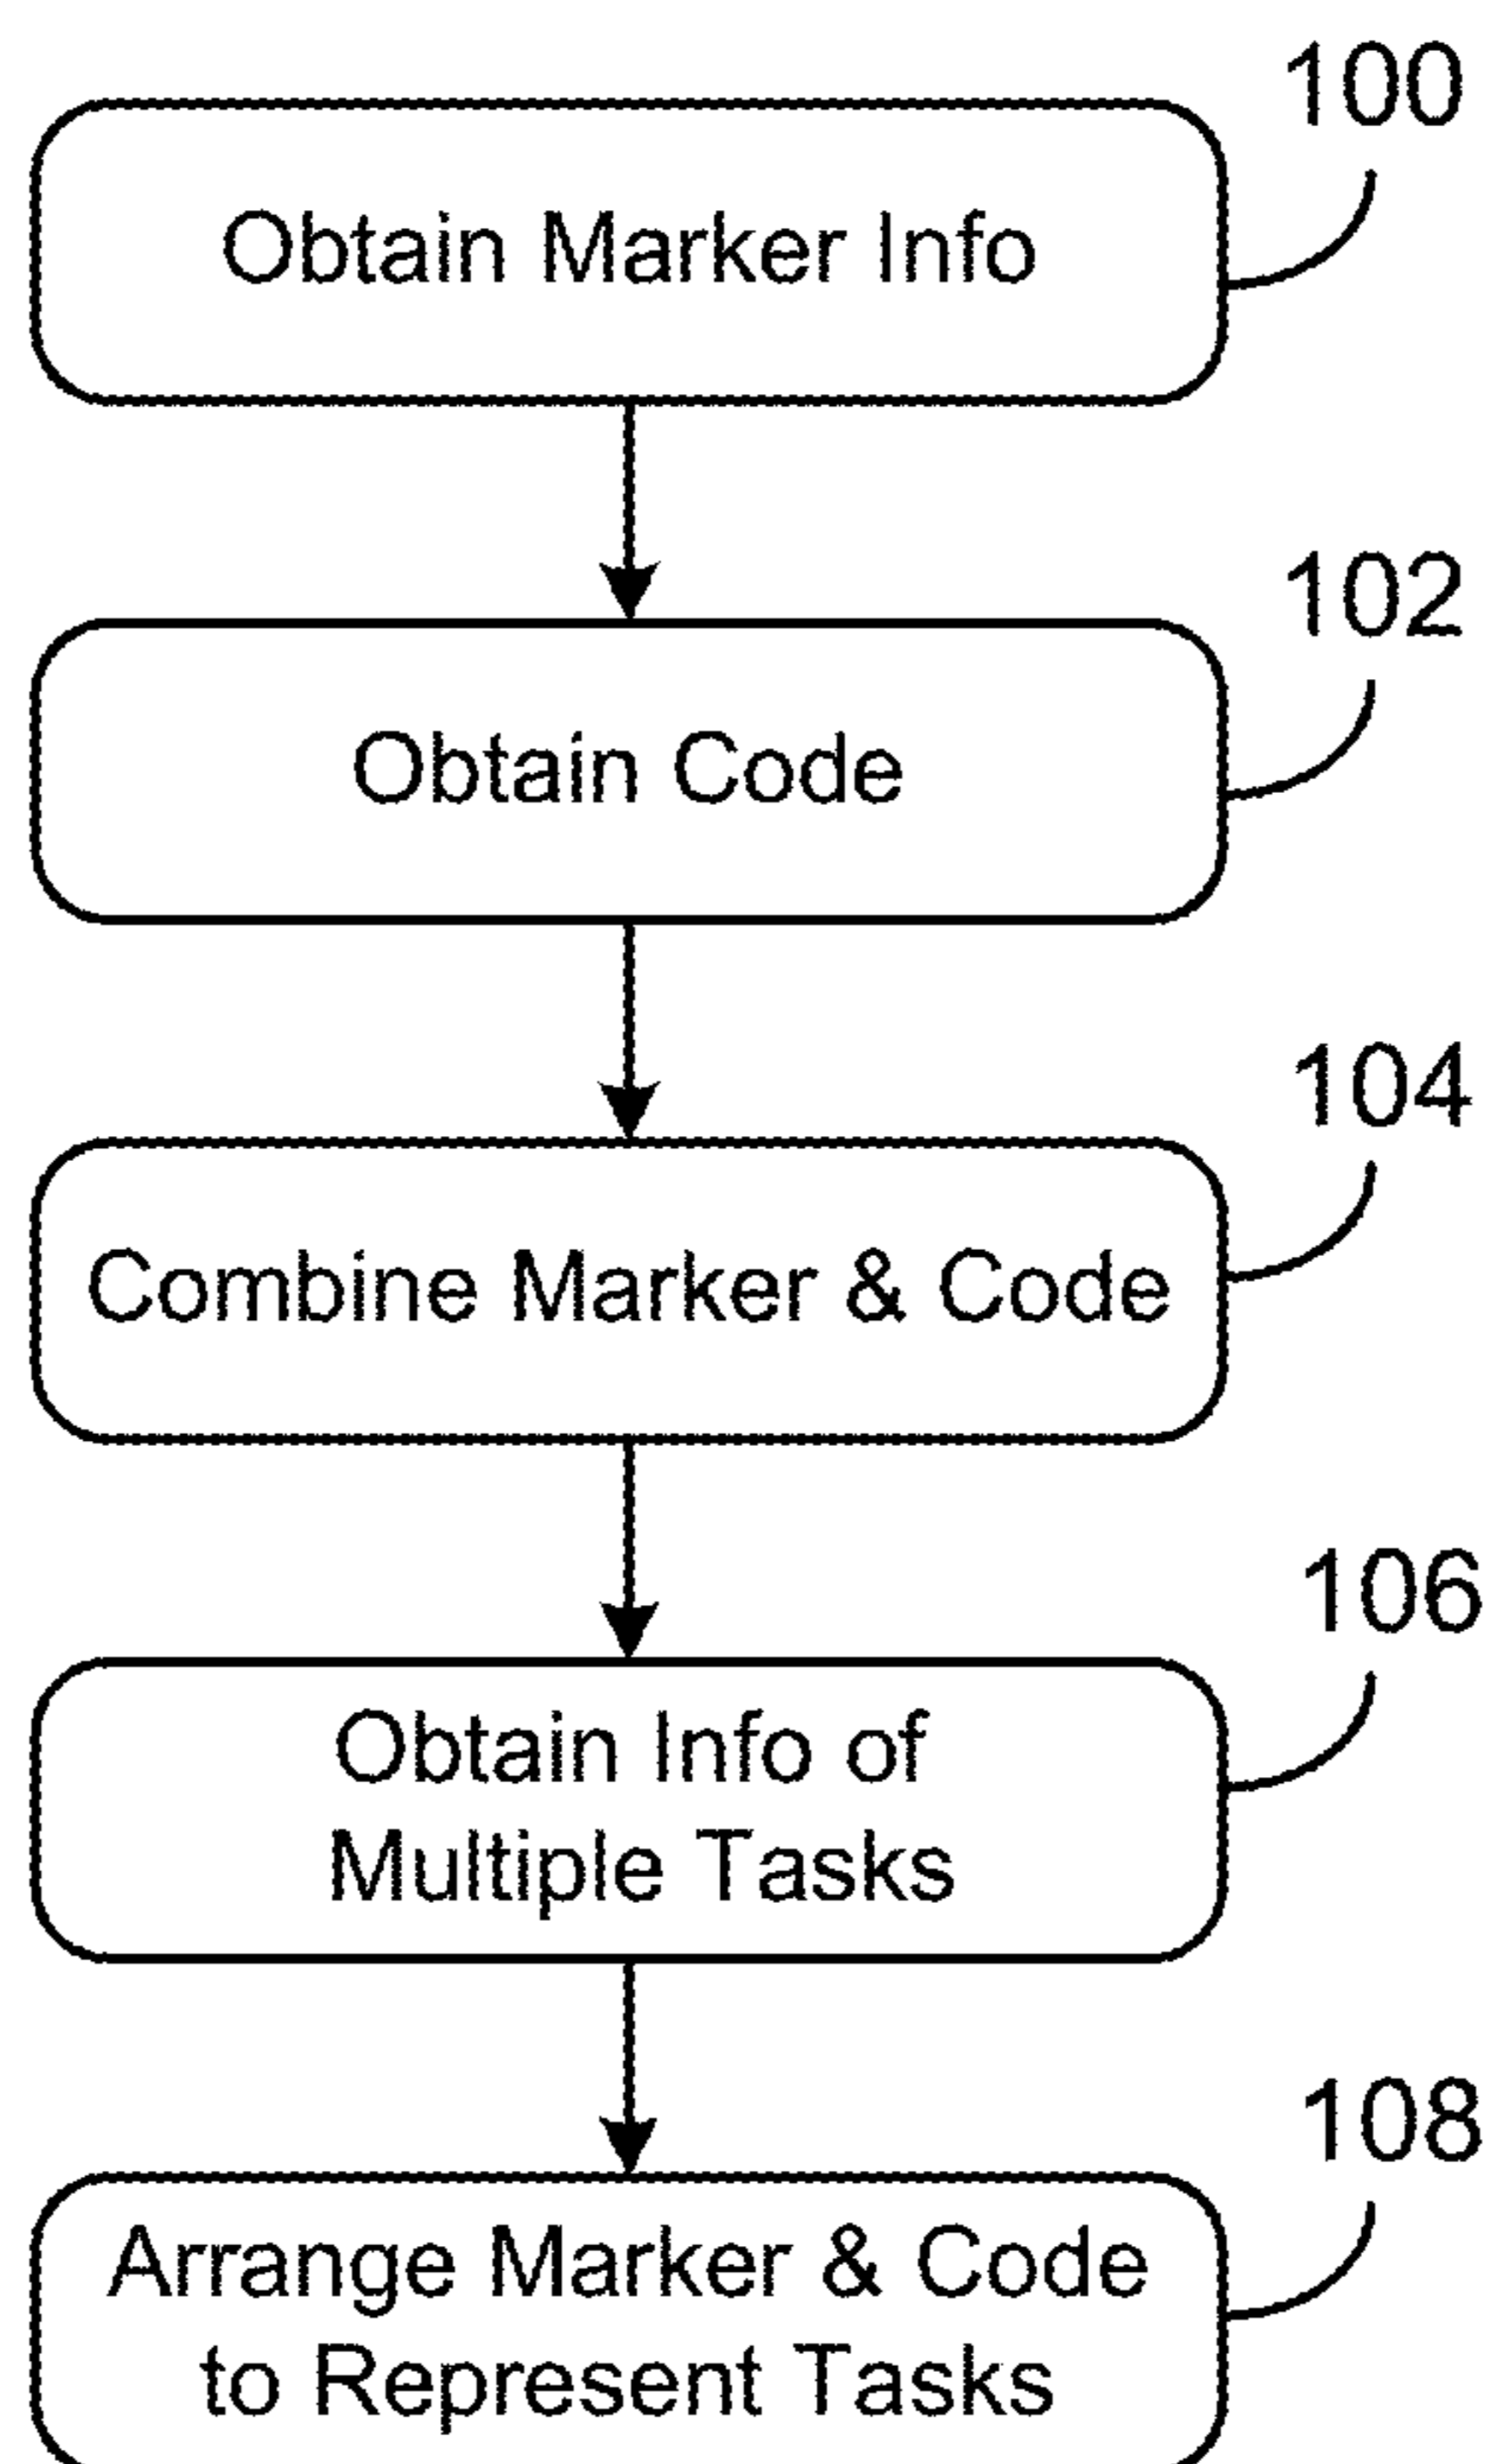 100
Obtain Marker Info
102
Obtain Code
104
Combine Marker & Code
106
Obtain Info of
Multiple Tasks
108
Arrange Marker & Code
to Represent Tasks